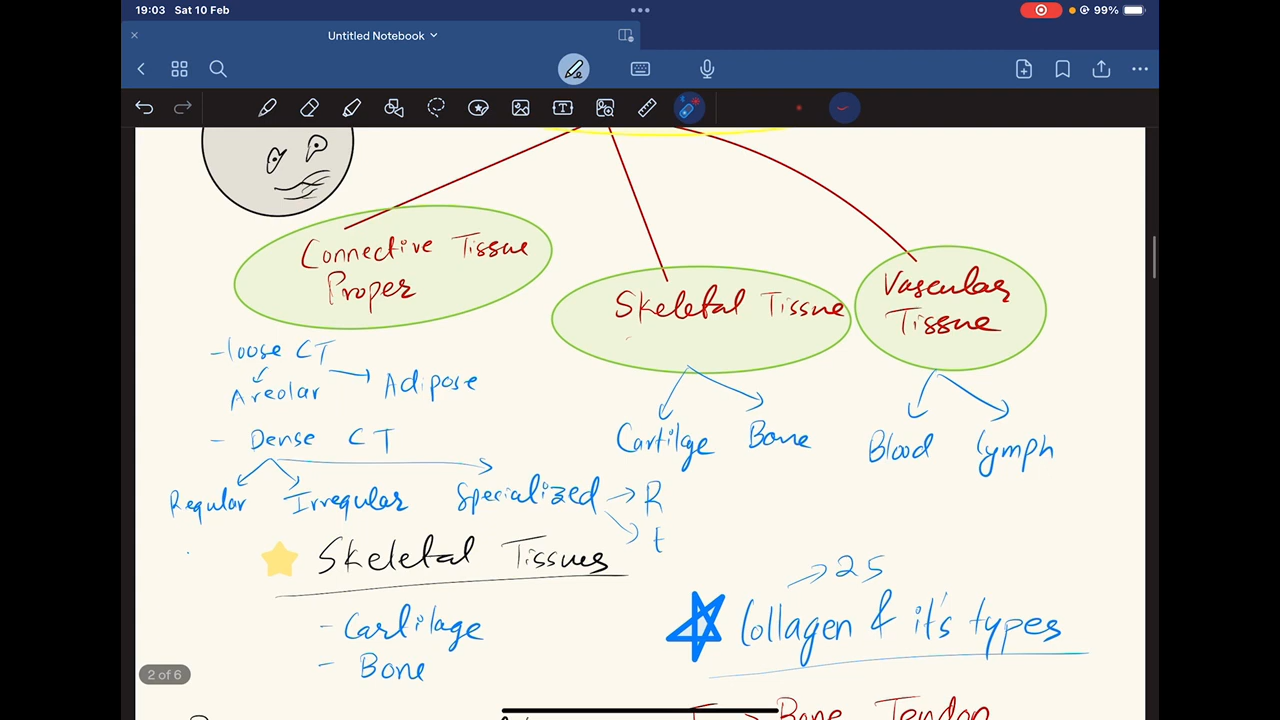 19:03 Sat 10 Feb
99%
Untitled Notebook
Connective Tissue
Proper
Skeletal Tissue
Vascular
Tissue
- loose CT
Areolar
Adipose
- Dense CT
Regular
Irregular
Specialized → R
t
Cartilge
Bone
Blood
lymph
Skeletal Tissues
- Cartilage
- Bone
→ 25
Collagen & it's types
2 of 6
Bone Tendon